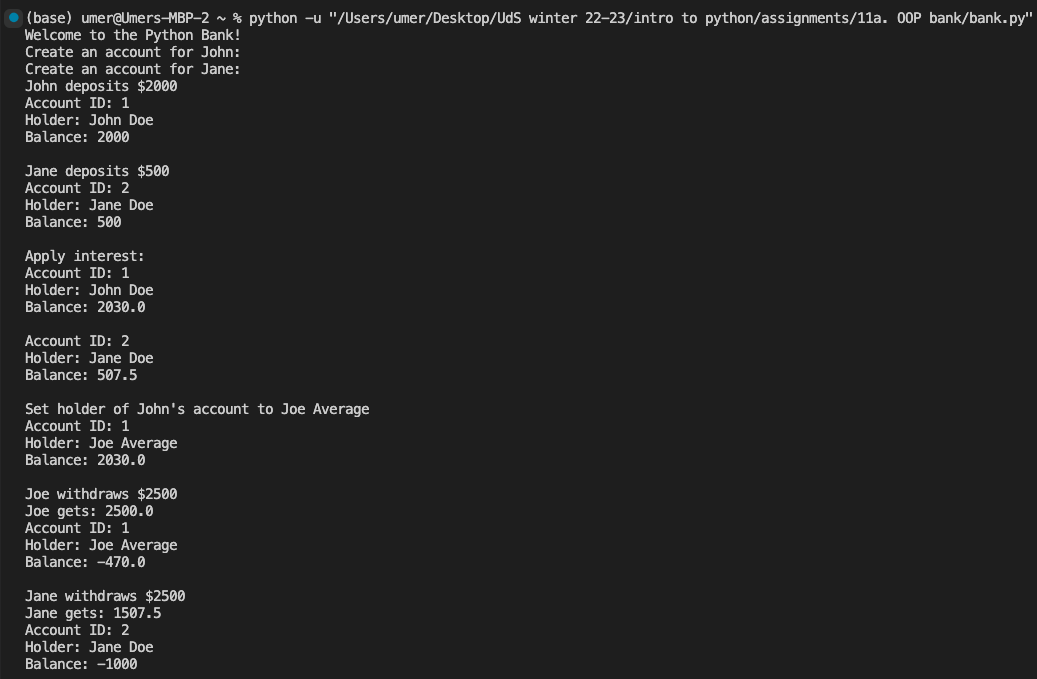 (base) umer@Umers-MBP-2 ~ % python -u "/Users/umer/Desktop/UdS winter 22-23/intro to python/assignments/11a. OOP bank/bank.py"
Welcome to the Python Bank!
Create an account for John:
Create an account for Jane:
John deposits $2000
Account ID: 1
Holder: John Doe
Balance: 2000
Jane deposits $500
Account ID: 2
Holder: Jane Doe
Balance: 500
Apply interest:
Account ID: 1
Holder: John Doe
Balance: 2030.0
Account ID: 2
Holder: Jane Doe
Balance: 507.5
Set holder of John's account to Joe Average
Account ID: 1
Holder: Joe Average
Balance: 2030.0
Joe withdraws $2500
Joe gets: 2500.0
Account ID: 1
Holder: Joe Average
Balance: -470.0
Jane withdraws $2500
Jane gets: 1507.5
Account ID: 2
Holder: Jane Doe
Balance: -1000